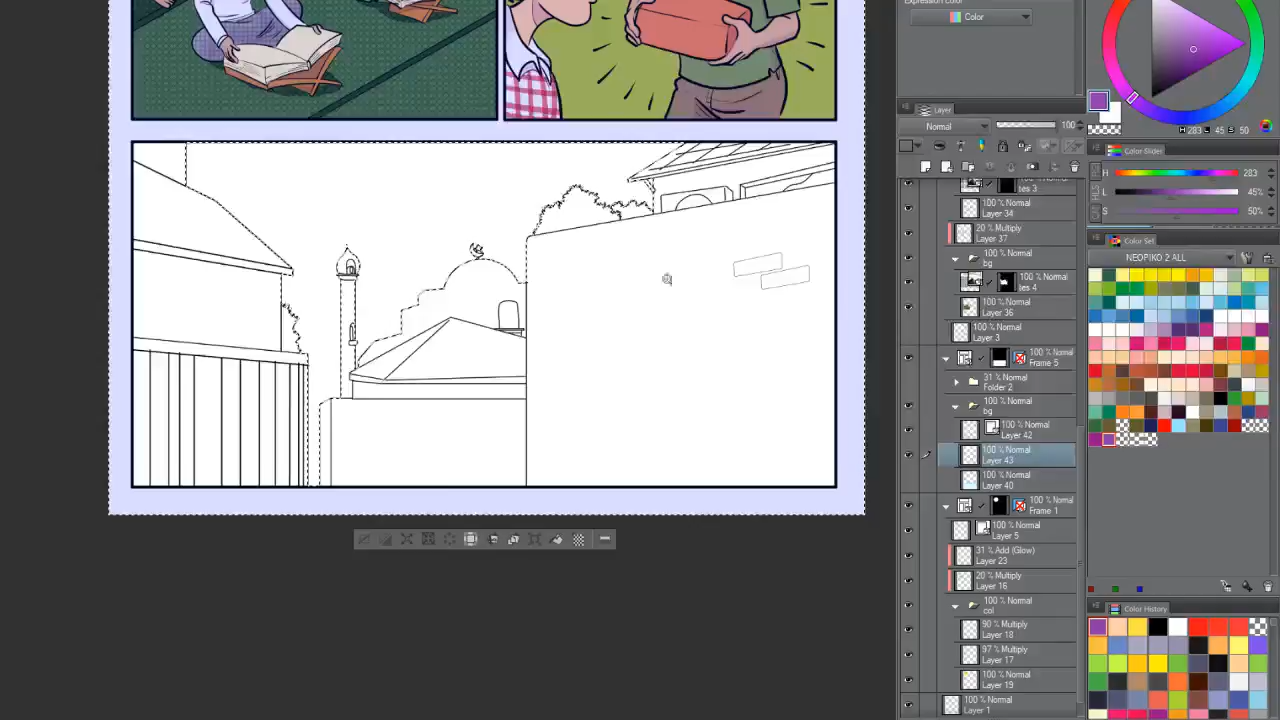 Expression Color
Color
Layer
Normal
100
100 % Normal
Layer 34
20 % Multiply
Layer 37
100 % Normal
bg
100 % Normal
tes 4
100 % Normal
Layer 36
100 % Normal
Layer 3
100 % Normal
Frame 5
31 % Normal
Folder 2
100 % Normal
bg
100 % Normal
Layer 42
100 % Normal
Layer 43
100 % Normal
Layer 40
100 % Normal
Frame 1
100 % Normal
Layer 5
31 % Add (Glow)
Layer 23
20 % Multiply
Layer 16
100 % Normal
col
90 % Multiply
Layer 18
97 % Multiply
Layer 17
100 % Normal
Layer 19
100 % Normal
Layer 1
H 283 S 45 S 50
Color Slider
H 283
L 45%
S 50%
Color Set
NEOPIKO 2 ALL
Color History